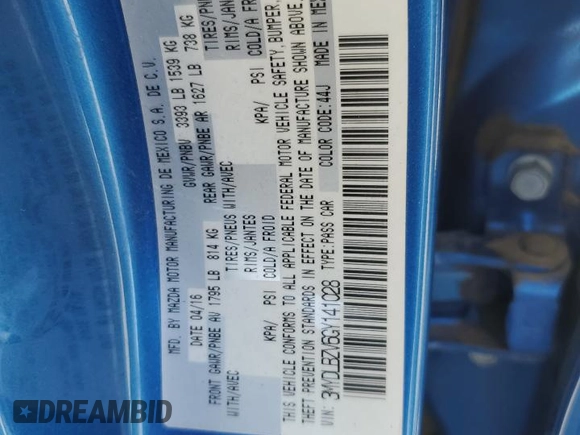 MFD. BY MAZDA MOTOR MANUFACTURING DE MEXICO S.A. DE C.V.
DATE 04/16 GVWR/PNBV 3393 LB 1539 KG
FRONT GAWR/PNBE AV 1795 LB 814 KG REAR GAWR/PNBE AR 1627 LB 738 KG
WITH/AVEC TIRES/PNEUS WITH/AVEC TIRES/PN
RIMS/JANTES RIMS/JANT
KPA/ PSI COLD/A FROID KPA/ PSI COLD/A FRO
THIS VEHICLE CONFORMS TO ALL APPLICABLE FEDERAL MOTOR VEHICLE SAFETY, BUMPER,
THEFT PREVENTION STANDARDS IN EFFECT ON THE DATE OF MANUFACTURE SHOWN ABOVE,
VIN: 3MYDLBZV6GY141028 TYPE:PASS CAR COLOR CODE:44J MADE IN ME
DREAMBID